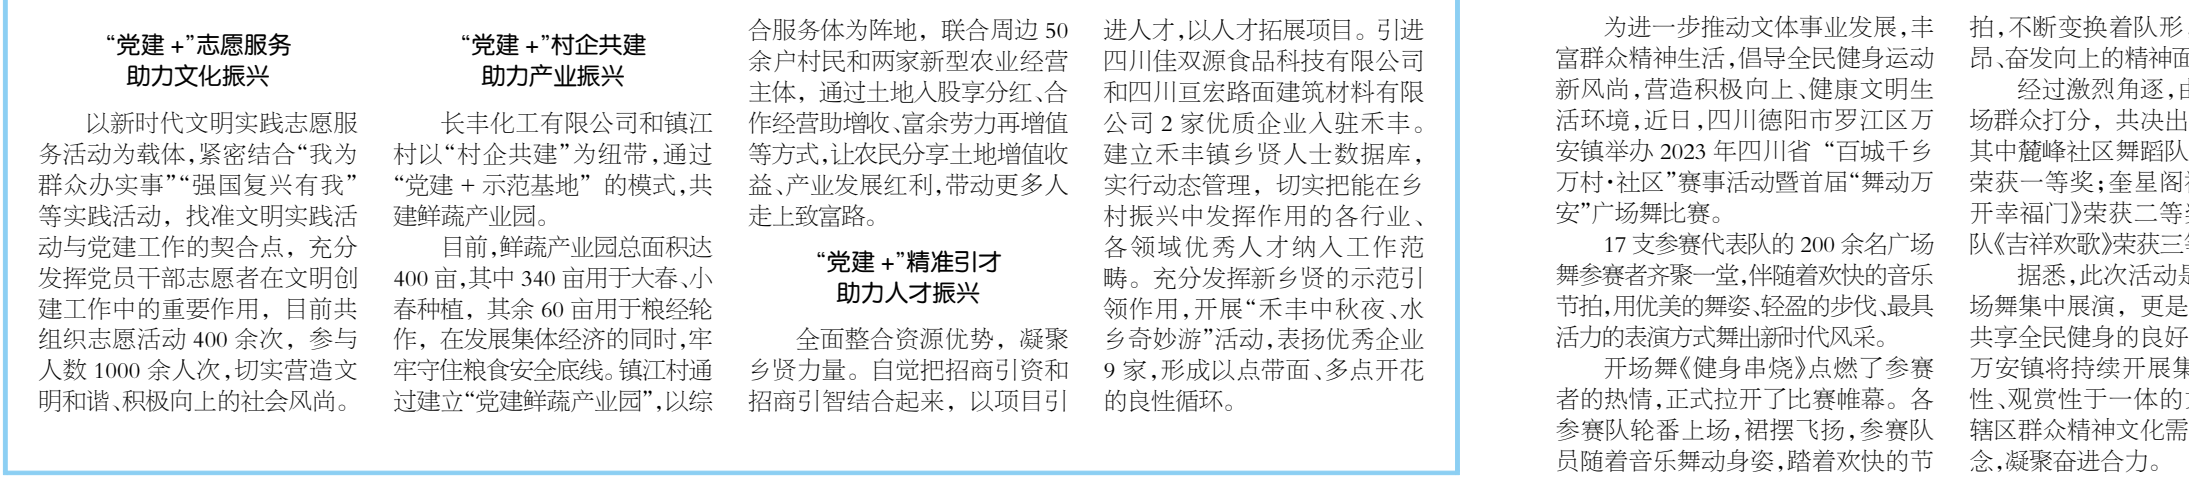 “党建+”志愿服务
助力文化振兴
以新时代文明实践志愿服
务活动为载体,紧密结合“我为
群众办实事”“强国复兴有我”
等实践活动，找准文明实践活
动与党建工作的契合点，充分
发挥党员干部志愿者在文明创
建工作中的重要作用，目前共
组织志愿活动 400 余次，参与
人数 1000 余人次,切实营造文
明和谐、积极向上的社会风尚。
“党建+”村企共建
助力产业振兴
长丰化工有限公司和镇江
村以“村企共建”为纽带,通过
“党建+示范基地”的模式,共
建鲜蔬产业园。
目前,鲜蔬产业园总面积达
400 亩,其中 340 亩用于大春、小
春种植，其余 60 亩用于粮经轮
作，在发展集体经济的同时,牢
牢守住粮食安全底线。镇江村通
过建立“党建鲜蔬产业园”,以综
合服务体为阵地，联合周边 50
余户村民和两家新型农业经营
主体，通过土地入股享分红、合
作经营助增收、富余劳力再增值
等方式,让农民分享土地增值收
益、产业发展红利,带动更多人
走上致富路。
“党建+”精准引才
助力人才振兴
全面整合资源优势，凝聚
乡贤力量。自觉把招商引资和
招商引智结合起来，以项目引
进人才,以人才拓展项目。引进
四川佳双源食品科技有限公司
和四川亘宏路面建筑材料有限
公司 2 家优质企业入驻禾丰。
建立禾丰镇乡贤人士数据库，
实行动态管理，切实把能在乡
村振兴中发挥作用的各行业、
各领域优秀人才纳入工作范
畴。充分发挥新乡贤的示范引
领作用,开展“禾丰中秋夜、水
乡奇妙游”活动,表扬优秀企业
9 家,形成以点带面、多点开花
的良性循环。
为进一步推动文体事业发展,丰
富群众精神生活,倡导全民健身运动
新风尚,营造积极向上、健康文明生
活环境,近日,四川德阳市罗江区万
安镇举办 2023 年四川省“百城千乡
万村·社区”赛事活动暨首届“舞动万
安”广场舞比赛。
17 支参赛代表队的 200 余名广场
舞参赛者齐聚一堂,伴随着欢快的音乐
节拍,用优美的舞姿、轻盈的步伐、最具
活力的表演方式舞出新时代风采。
开场舞《健身串烧》点燃了参赛
者的热情,正式拉开了比赛帷幕。各
参赛队轮番上场,裙摆飞扬,参赛队
员随着音乐舞动身姿,踏着欢快的节
拍,不断变换着队形
昂、奋发向上的精神面
经过激烈角逐,由
场群众打分，共决出
其中麓峰社区舞蹈队
荣获一等奖;奎星阁社
开幸福门》荣获二等奖
队《吉祥欢歌》荣获三等
据悉,此次活动是
场舞集中展演，更是
共享全民健身的良好
万安镇将持续开展集
性、观赏性于一体的
辖区群众精神文化需
念,凝聚奋进合力。